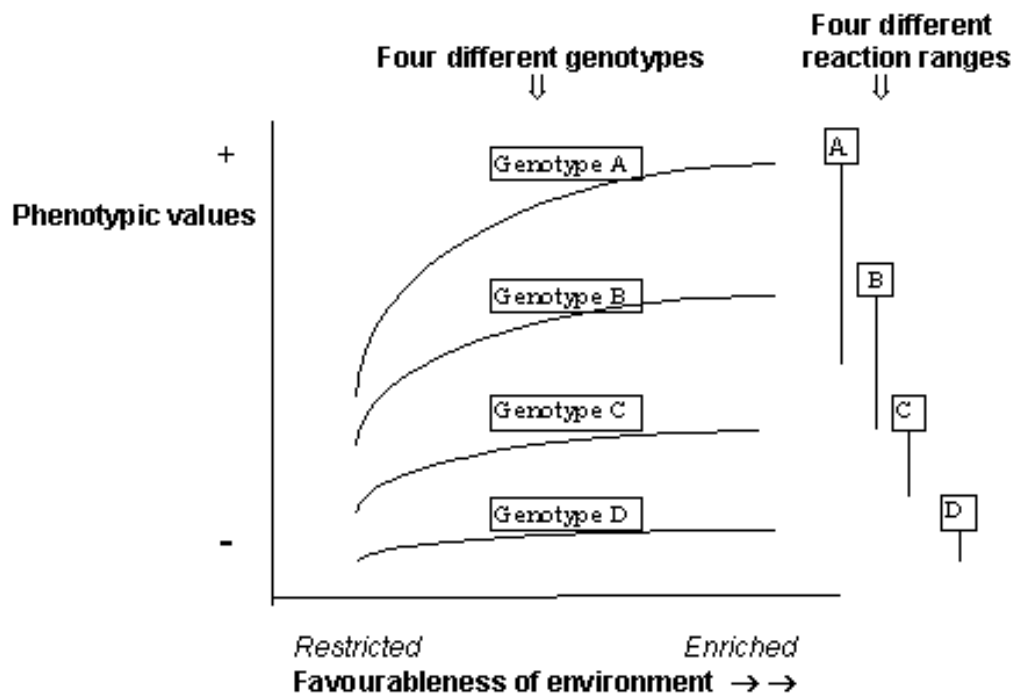 Four different genotypes
⇓
Four different
reaction ranges
⇓
+
Phenotypic values
-
Genotype A
Genotype B
Genotype C
Genotype D
A
B
C
D
Restricted
Enriched
Favourableness of environment → →